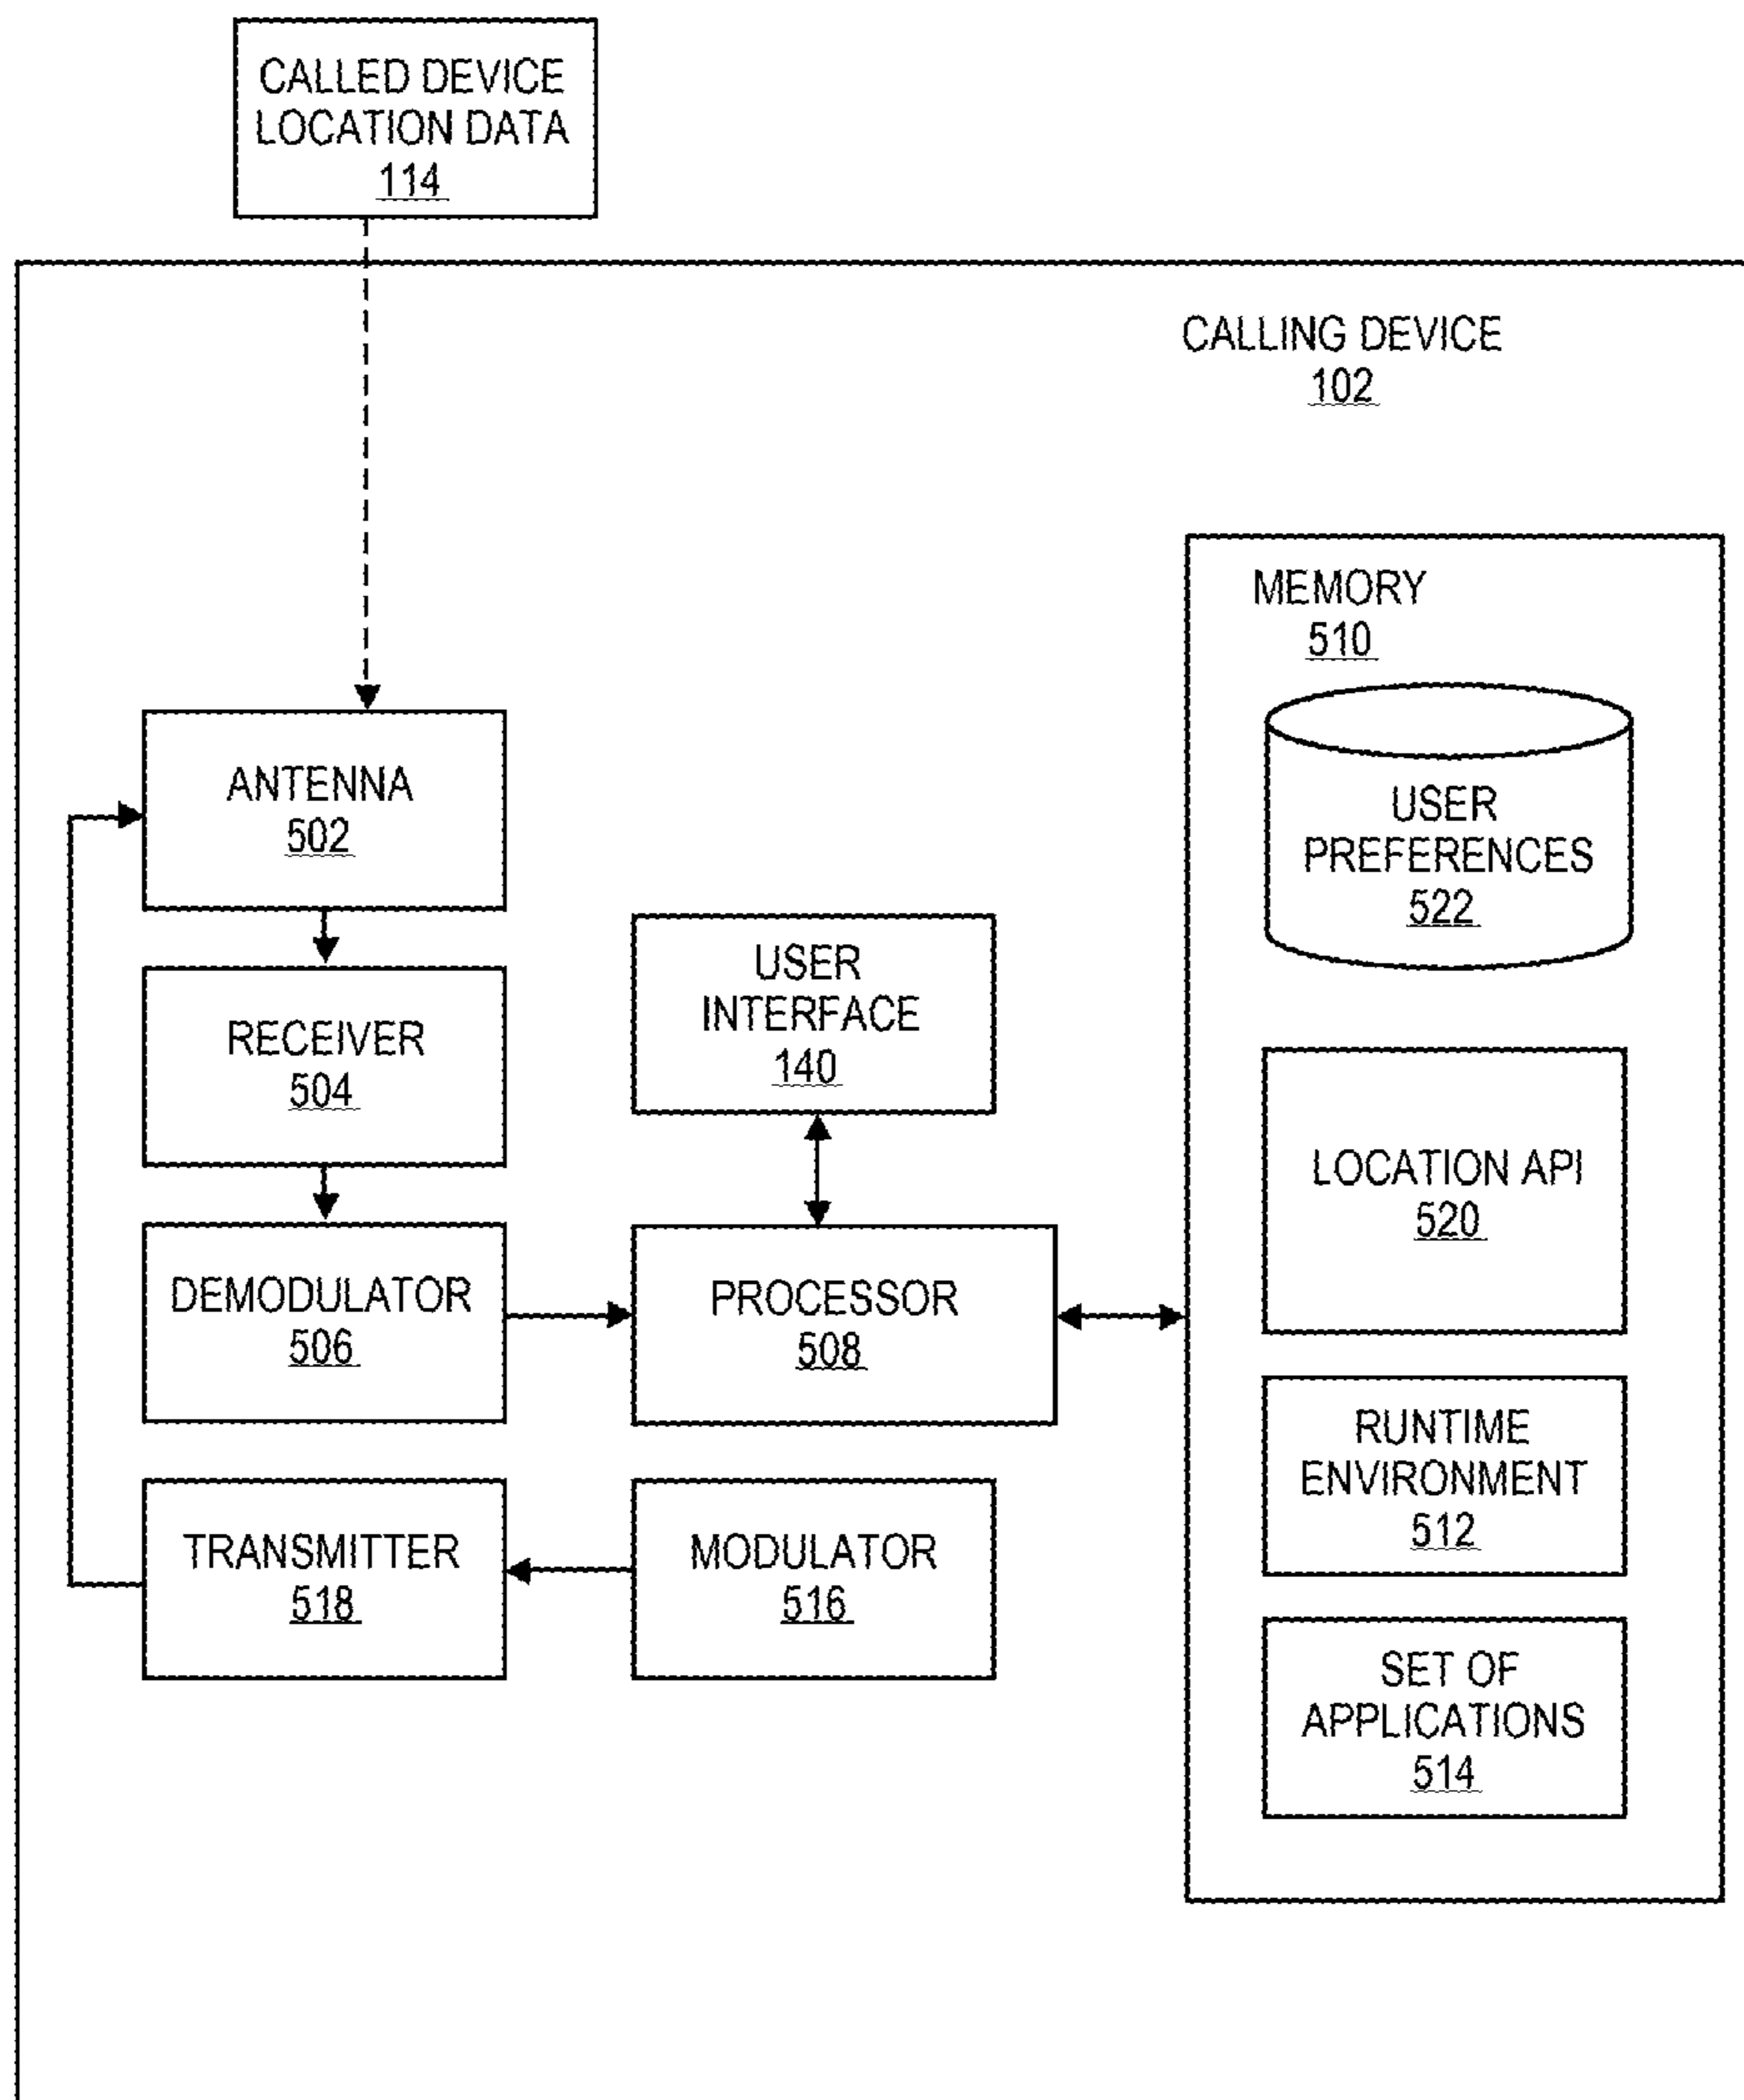 CALLED DEVICE
LOCATION DATA
114
CALLING DEVICE
102
MEMORY
510
USER
PREFERENCES
522
ANTENNA
502
RECEIVER
504
USER
INTERFACE
140
LOCATION API
520
DEMODULATOR
506
PROCESSOR
508
RUNTIME
ENVIRONMENT
512
TRANSMITTER
518
MODULATOR
516
SET OF
APPLICATIONS
514